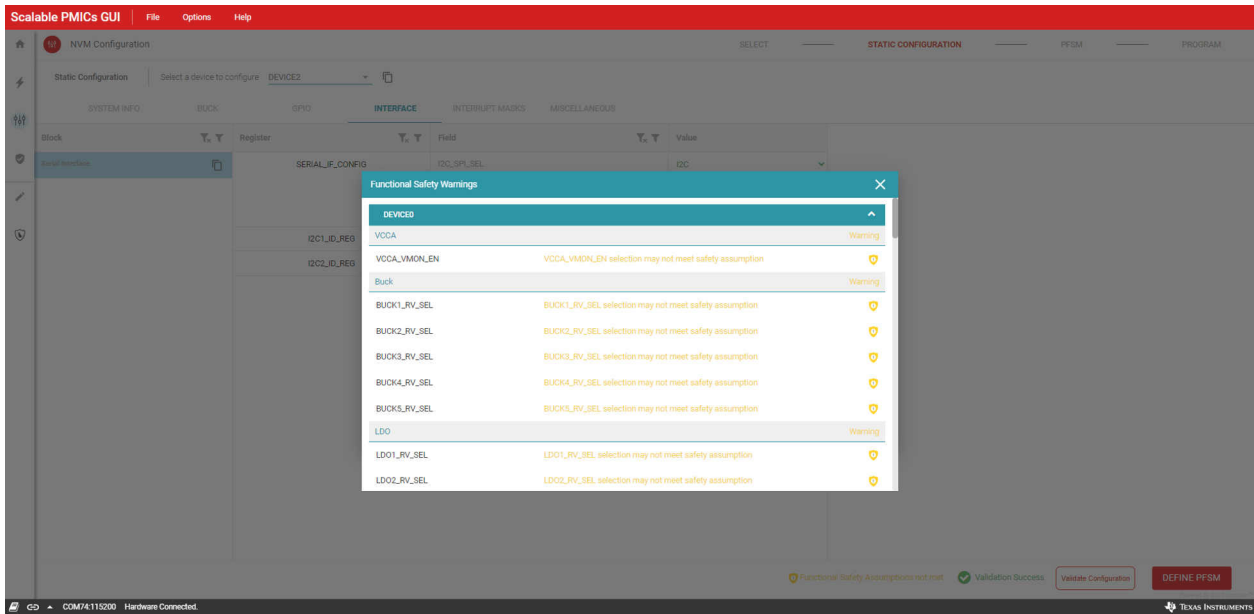 Scalable PMICs GUI File Options Help
NVM Configuration SELECT STATIC CONFIGURATION PFSM PROGRAM
Static Configuration Select a device to configure DEVICE2
SYSTEM INFO BUCK GPIO INTERFACE INTERRUPT MASKS MISCELLANEOUS
Block Register Field Value
Serial Interface SERIAL_IF_CONFIG I2C_SPI_SEL I2C
Functional Safety Warnings
DEVICE0
VCCA Warning
I2C1_ID_REG
VCCA_VMON_EN VCCA_VMON_EN selection may not meet safety assumption
I2C2_ID_REG
Buck Warning
BUCK1_RV_SEL BUCK1_RV_SEL selection may not meet safety assumption
BUCK2_RV_SEL BUCK2_RV_SEL selection may not meet safety assumption
BUCK3_RV_SEL BUCK3_RV_SEL selection may not meet safety assumption
BUCK4_RV_SEL BUCK4_RV_SEL selection may not meet safety assumption
BUCK5_RV_SEL BUCK5_RV_SEL selection may not meet safety assumption
LDO Warning
LDO1_RV_SEL LDO1_RV_SEL selection may not meet safety assumption
LDO2_RV_SEL LDO2_RV_SEL selection may not meet safety assumption
Functional Safety Assumptions not met Validation Success Validate Configuration DEFINE PFSM
COM74:115200 Hardware Connected. TEXAS INSTRUMENTS